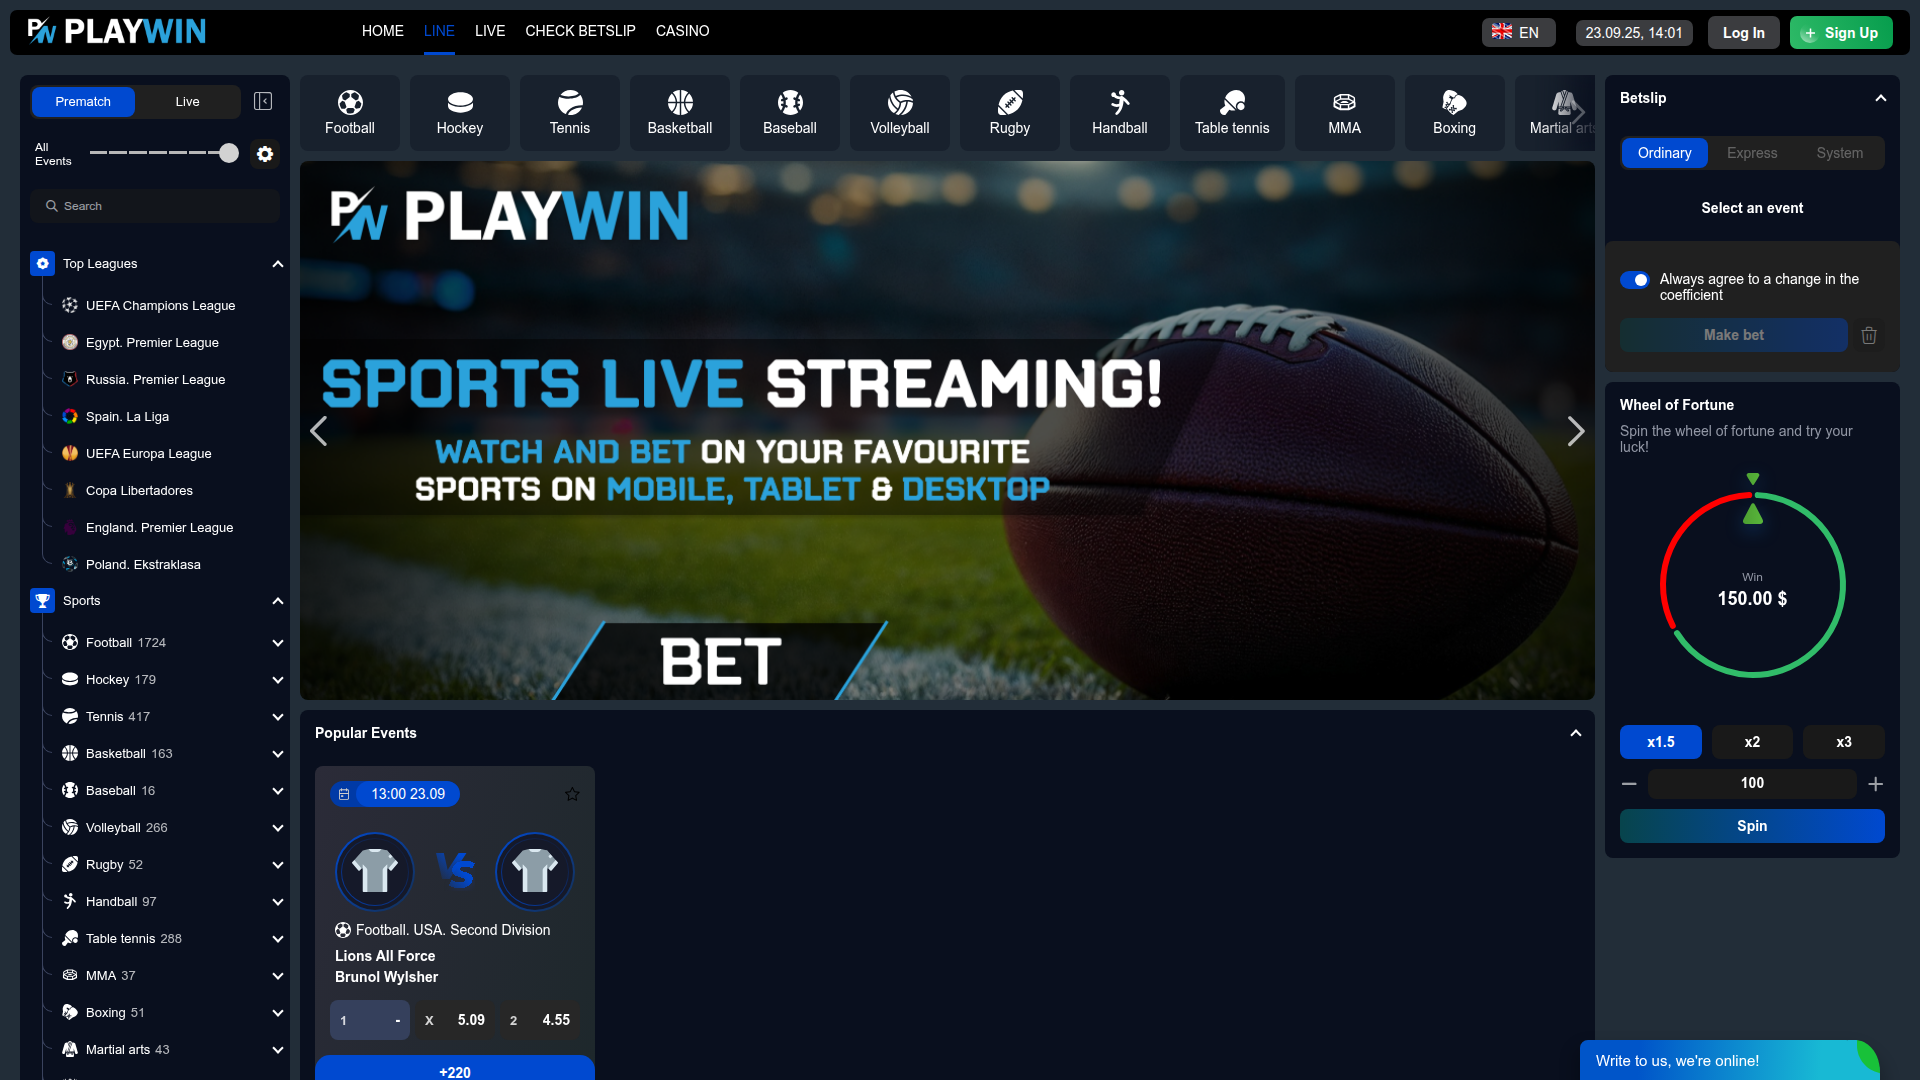 PLAYWIN
HOME
LINE
LIVE
CHECK BETSLIP
CASINO
EN
23.09.25, 14:01
Log In
+ Sign Up
Prematch
Live
All
Events
Search
Top Leagues
UEFA Champions League
Egypt. Premier League
Russia. Premier League
Spain. La Liga
UEFA Europa League
Copa Libertadores
England. Premier League
Poland. Ekstraklasa
Sports
Football 1724
Hockey 179
Tennis 417
Basketball 163
Baseball 16
Volleyball 266
Rugby 52
Handball 97
Table tennis 288
MMA 37
Boxing 51
Martial arts 43
Football
Hockey
Tennis
Basketball
Baseball
Volleyball
Rugby
Handball
Table tennis
MMA
Boxing
Martial arts
PLAYWIN
SPORTS LIVE STREAMING!
WATCH AND BET ON YOUR FAVOURITE
SPORTS ON MOBILE, TABLET & DESKTOP
BET
Popular Events
13:00 23.09
VS
Football. USA. Second Division
Lions All Force
Brunol Wylsher
1 -
X 5.09
2 4.55
+220
Betslip
Ordinary
Express
System
Select an event
Always agree to a change in the
coefficient
Make bet
Wheel of Fortune
Spin the wheel of fortune and try your
luck!
Win
150.00 $
x1.5
x2
x3
100
Spin
Write to us, we're online!